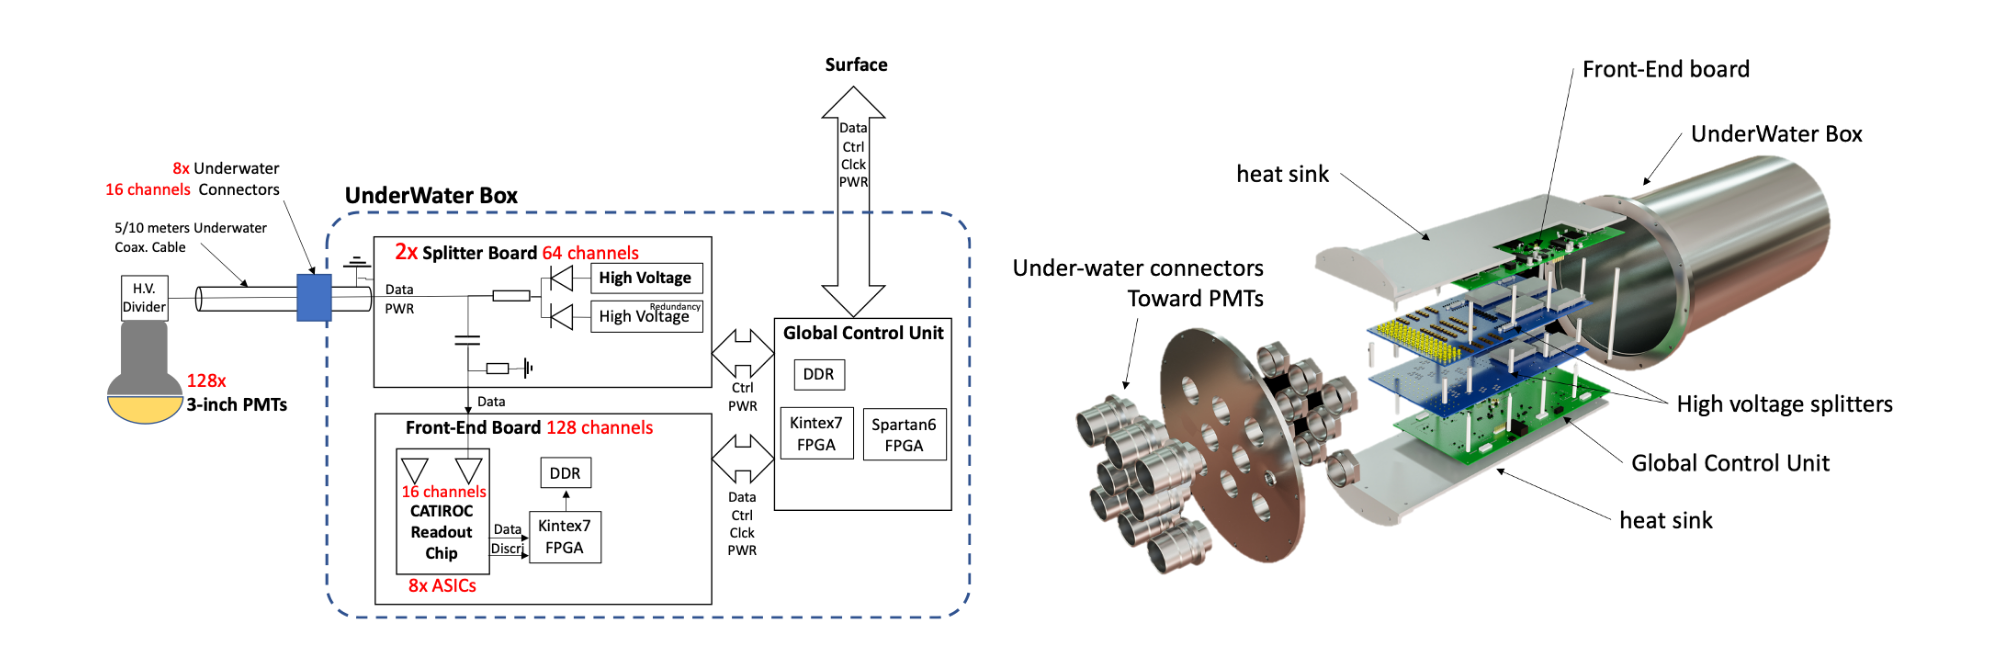 Surface
Data
Ctrl
Clck
PWR
8x Underwater
16 channels Connectors
5/10 meters Underwater
Coax. Cable
H.V.
Divider
128x
3-inch PMTs
UnderWater Box
2x Splitter Board 64 channels
Data
PWR
High Voltage
Redundancy
High Voltage
Data
Ctrl
PWR
Front-End Board 128 channels
16 channels
CATIROC
Readout
Chip
8x ASICs
Data
Discri
DDR
Kintex7
FPGA
Data
Ctrl
Clck
PWR
Global Control Unit
DDR
Kintex7
FPGA
Spartan6
FPGA
Front-End board
UnderWater Box
heat sink
Under-water connectors
Toward PMTs
High voltage splitters
Global Control Unit
heat sink